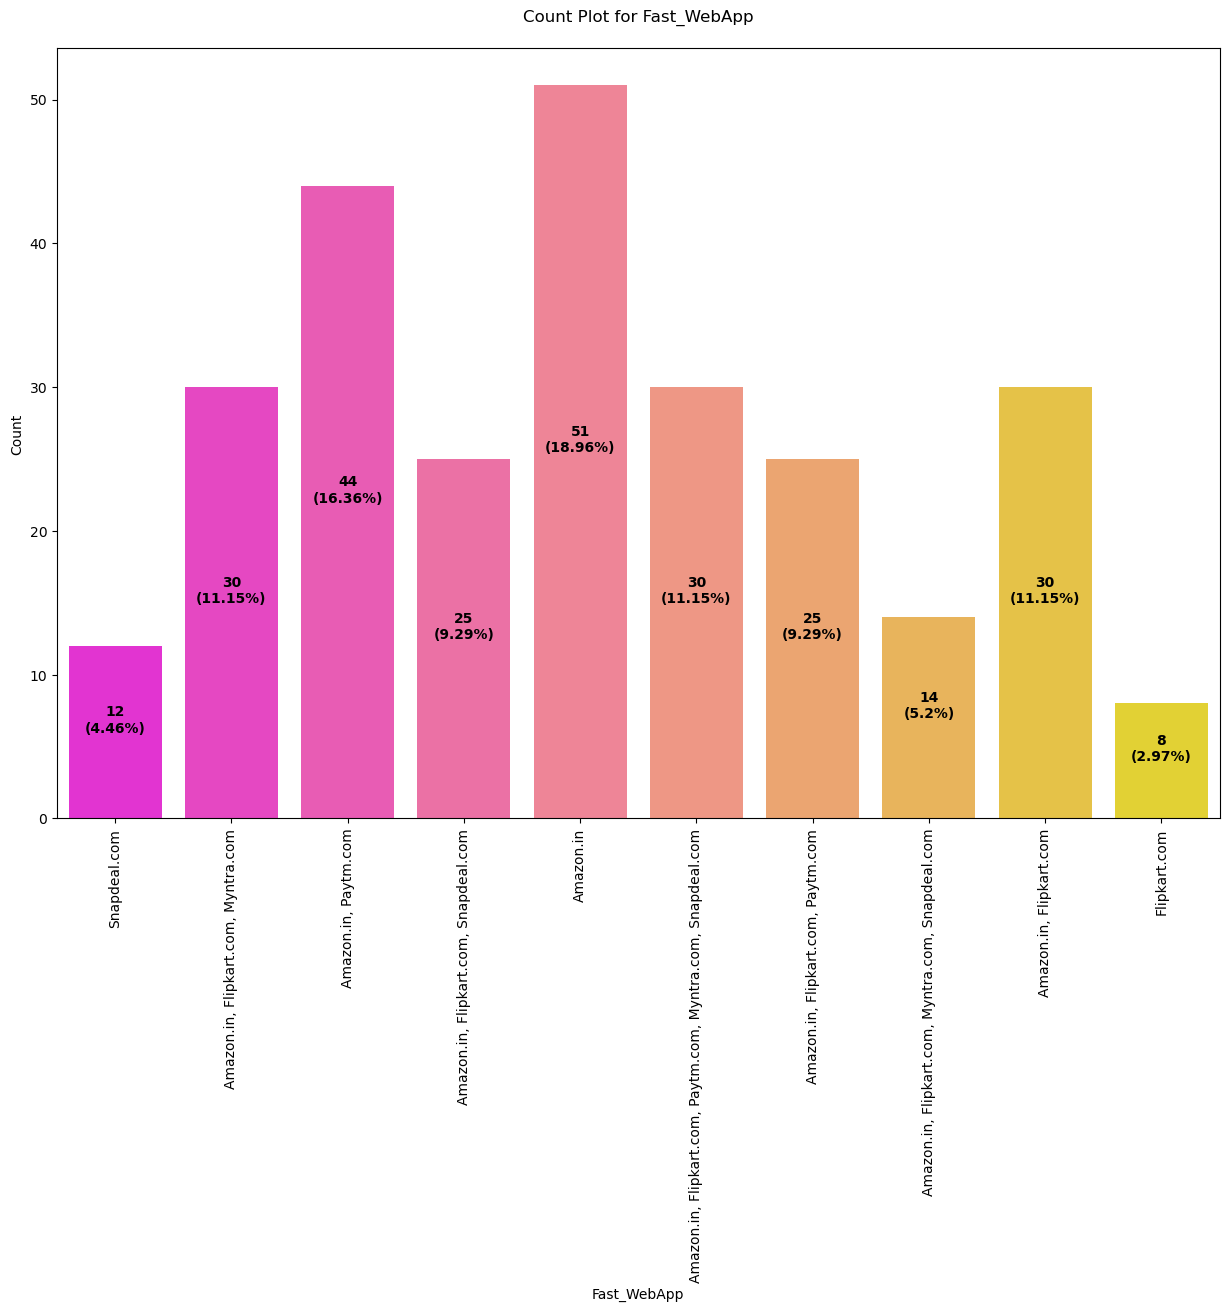 Count Plot for Fast_WebApp
Count
50
40
30
20
10
0
12
(4.46%)
30
(11.15%)
44
(16.36%)
25
(9.29%)
51
(18.96%)
30
(11.15%)
25
(9.29%)
14
(5.2%)
30
(11.15%)
8
(2.97%)
Snapdeal.com
Amazon.in, Flipkart.com, Myntra.com
Amazon.in, Paytm.com
Amazon.in, Flipkart.com, Snapdeal.com
Amazon.in
Amazon.in, Flipkart.com, Paytm.com, Myntra.com, Snapdeal.com
Amazon.in, Flipkart.com, Paytm.com
Amazon.in, Flipkart.com, Myntra.com, Snapdeal.com
Amazon.in, Flipkart.com
Flipkart.com
Fast_WebApp